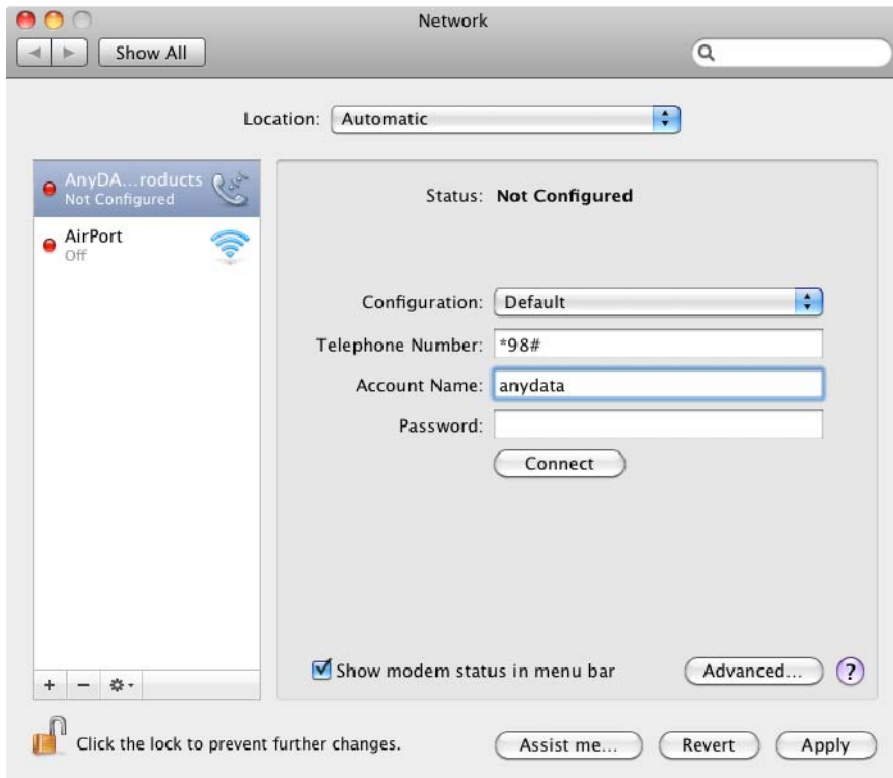 Network
Show All
Location: Automatic
AnyDA...roducts
Not Configured
AirPort
Off
Status: Not Configured
Configuration: Default
Telephone Number: *98#
Account Name: anydata
Password:
Connect
Show modem status in menu bar
Advanced... ?
+ −
Click the lock to prevent further changes.
Assist me... Revert Apply